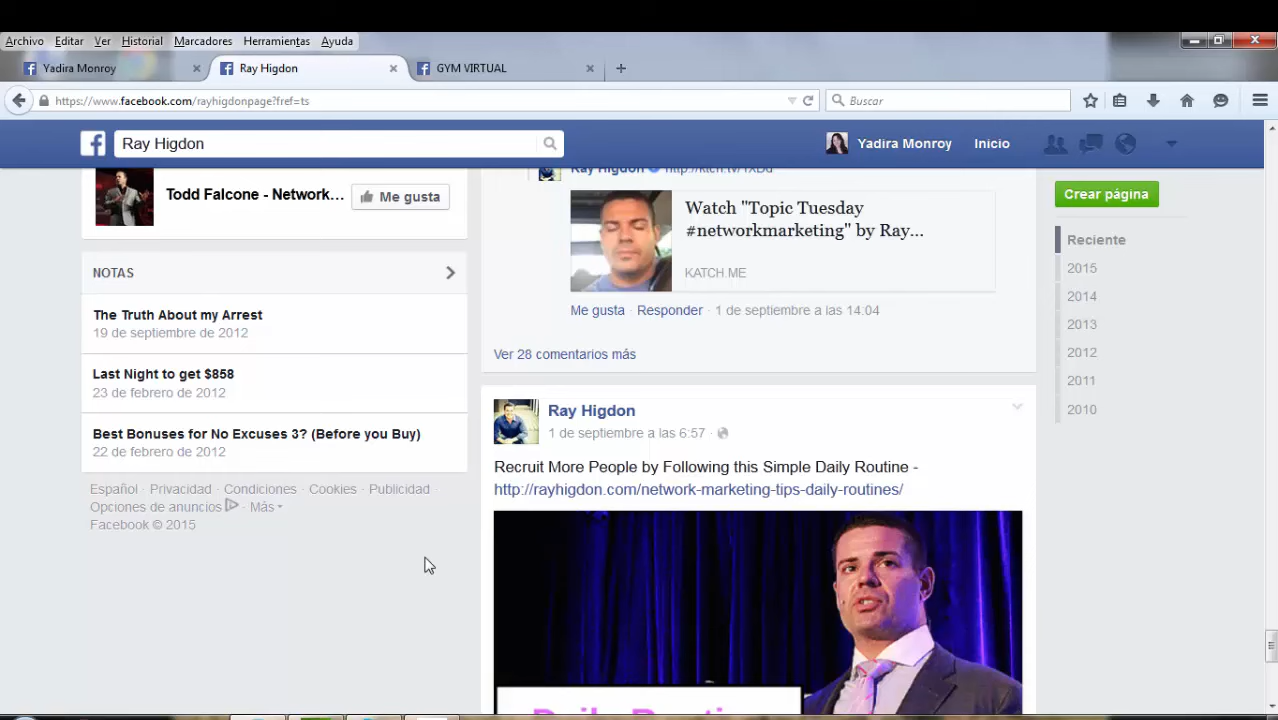 Archivo Editar Ver Historial Marcadores Herramientas Ayuda
Yadira Monroy
Ray Higdon
GYM VIRTUAL
https://www.facebook.com/rayhigdonpage?fref=ts
Buscar
Ray Higdon
Yadira Monroy Inicio
Todd Falcone - Network...
Me gusta
NOTAS
The Truth About my Arrest
19 de septiembre de 2012
Last Night to get $858
23 de febrero de 2012
Best Bonuses for No Excuses 3? (Before you Buy)
22 de febrero de 2012
Español · Privacidad · Condiciones · Cookies · Publicidad ·
Opciones de anuncios · Más
Facebook © 2015
Ray Higdon
Watch "Topic Tuesday
#networkmarketing" by Ray...
KATCH ME
Me gusta · Responder · 1 de septiembre a las 14:04
Ver 28 comentarios más
Ray Higdon
1 de septiembre a las 6:57 ·
Recruit More People by Following this Simple Daily Routine -
http://rayhigdon.com/network-marketing-tips-daily-routines/
Crear página
Reciente
2015
2014
2013
2012
2011
2010